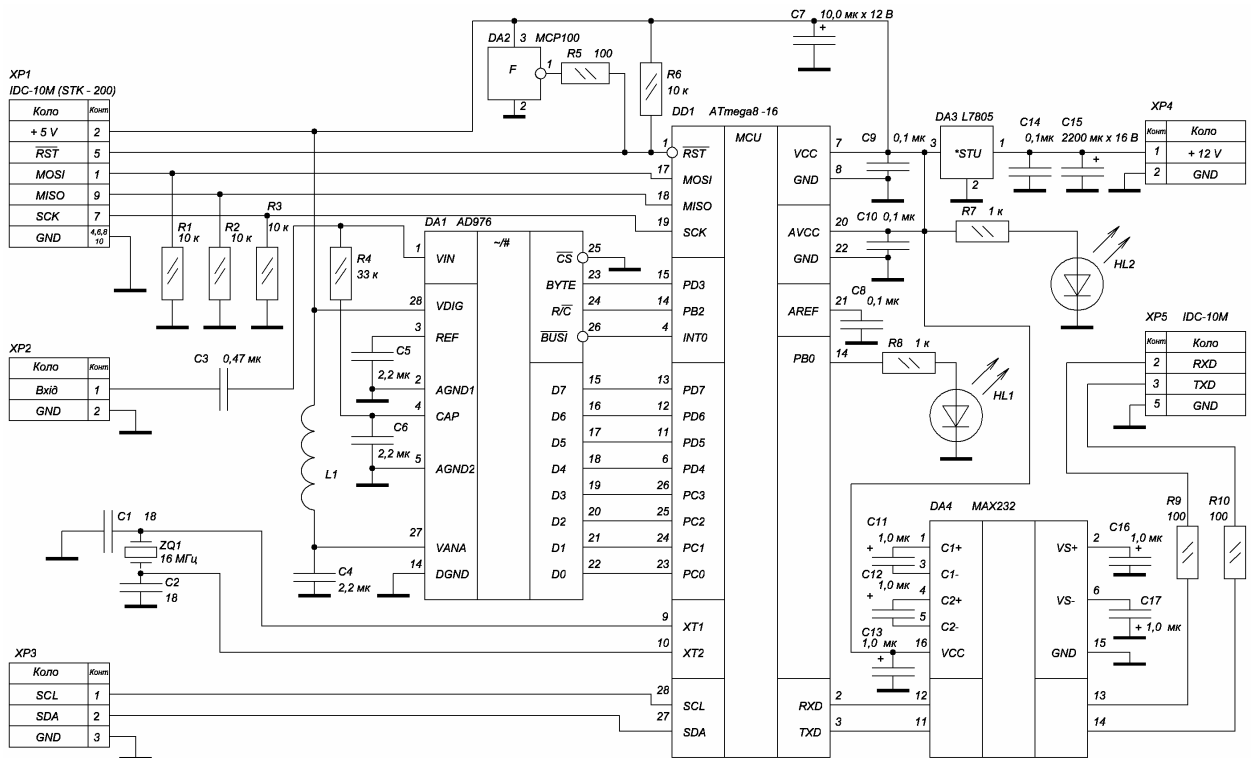 C7 10,0 мк x 12 В
DA2 3 MCP100
R5 100
F
1
2
R6
10 к
XP1
IDC-10M (STK - 200)
Коло Конт
+ 5 V 2
RST 5
MOSI 1
MISO 9
SCK 7
GND 4,6,8 10
R1
10 к
R2
10 к
R3
10 к
R4
33 к
XP2
Коло Конт
Вхід 1
GND 2
C3 0,47 мк
L1
C1 18
ZQ1
16 МГц
C2
18
C4
2,2 мк
C5
2,2 мк
C6
2,2 мк
XP3
Коло Конт
SCL 1
SDA 2
GND 3
DA1 AD976
~/#
1 VIN
28 VDIG
3 REF
2 AGND1
4 CAP
5 AGND2
27 VANA
14 DGND
CS 25
BYTE 23
R/C 24
BUSI 26
D7 15
D6 16
D5 17
D4 18
D3 19
D2 20
D1 21
D0 22
DD1 ATmega8 -16
MCU
1 RST
17 MOSI
18 MISO
19 SCK
15 PD3
14 PB2
4 INT0
13 PD7
12 PD6
11 PD5
6 PD4
26 PC3
25 PC2
24 PC1
23 PC0
9 XT1
10 XT2
28 SCL
27 SDA
VCC 7
GND 8
AVCC 20
GND 22
AREF 21
PB0 14
RXD 2
TXD 3
C9 0,1 мк
C10 0,1 мк
C8
0,1 мк
DA3 L7805
3 *STU 1
2
C14
0,1мк
C15
2200 мк x 16 В
XP4
Конт Коло
1 + 12 V
2 GND
R7 1 к
HL2
R8 1 к
HL1
XP5 IDC-10M
Конт Коло
2 RXD
3 TXD
5 GND
R9
100
R10
100
DA4 MAX232
C11
1,0 мк
C12
1,0 мк
C13
1,0 мк
1 C1+
3 C1-
4 C2+
5 C2-
16 VCC
12
11
VS+ 2
VS- 6
GND 15
13
14
C16
1,0 мк
C17
1,0 мк